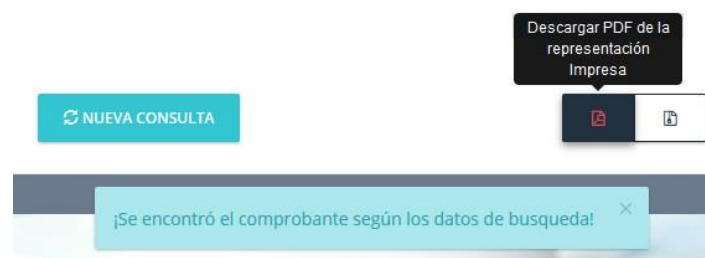 Descargar PDF de la
representación
Impresa
NUEVA CONSULTA
¡Se encontró el comprobante según los datos de busqueda!